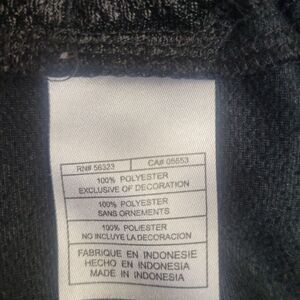 RN# 56323 CA# 05553
100% POLYESTER
EXCLUSIVE OF DECORATION
100% POLYESTER
SANS ORNEMENTS
100% POLIESTER
NO INCLUYE LA DECORACION
FABRIQUE EN INDONESIE
HECHO EN INDONESIA
MADE IN INDONESIA